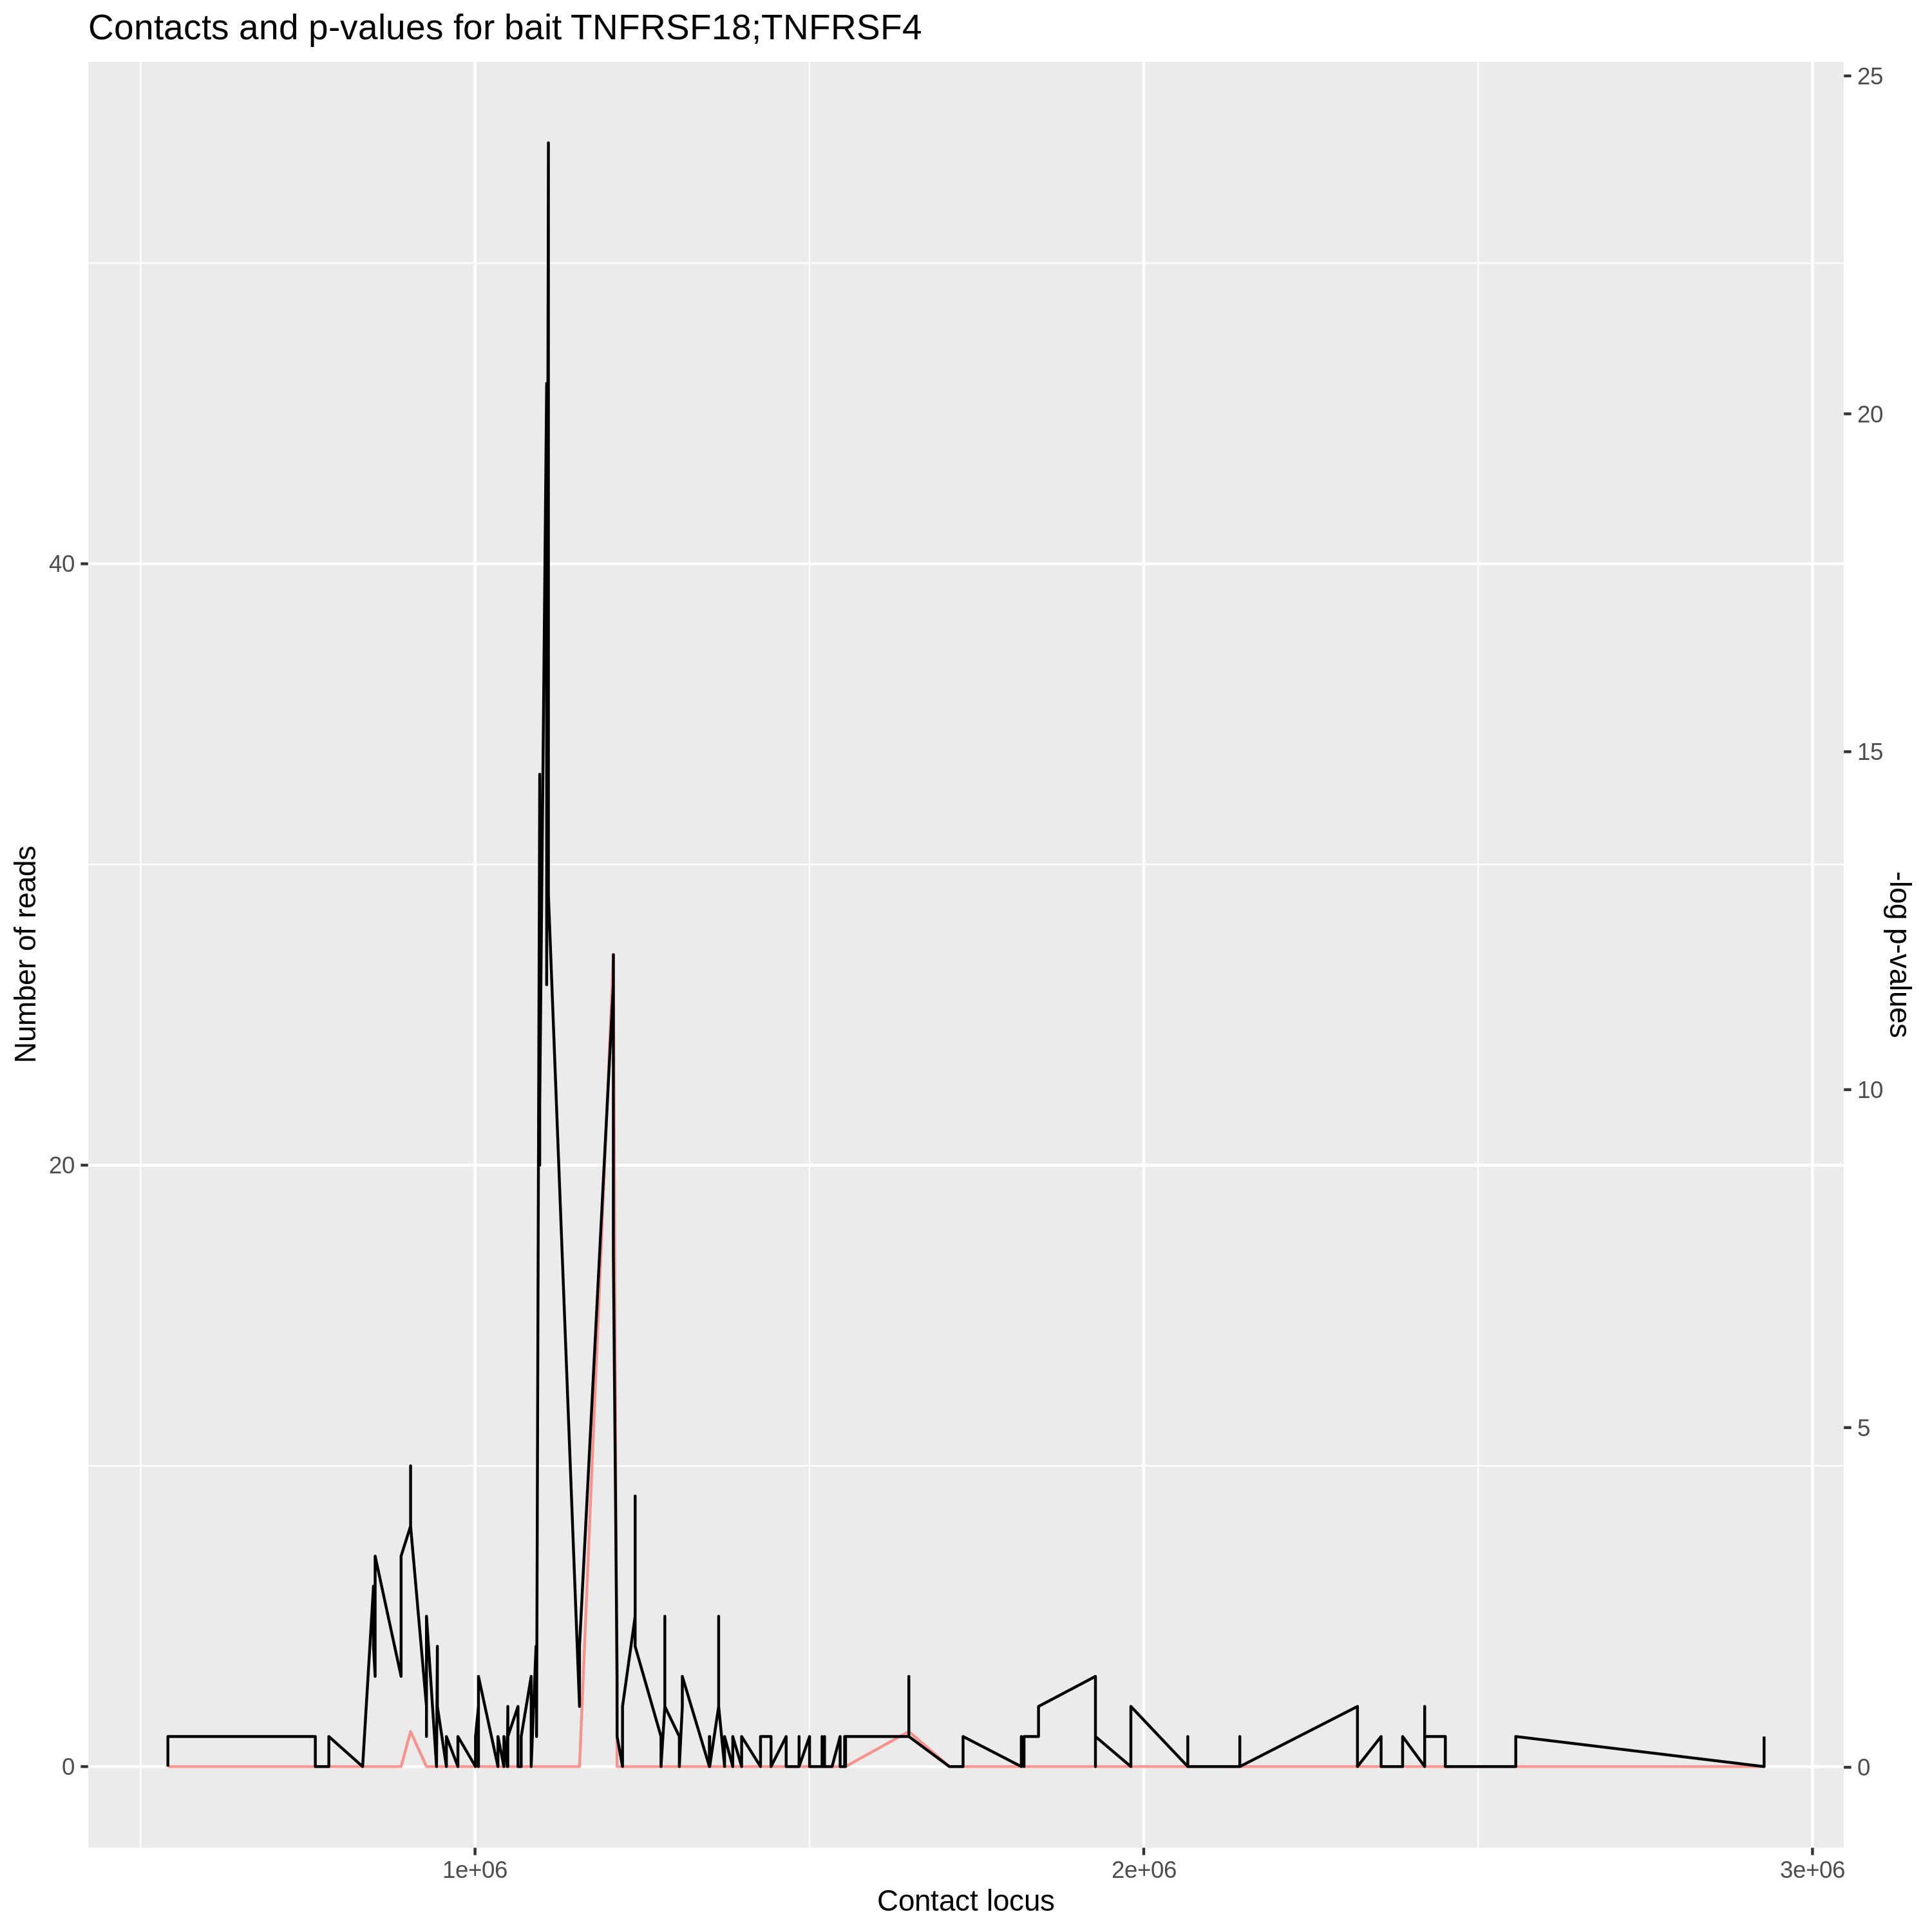 Contacts and p-values for bait TNFRSF18;TNFRSF4
Number of reads
40
20
0
25
20
15
10
5
0
-log p-values
1e+06
2e+06
3e+06
Contact locus